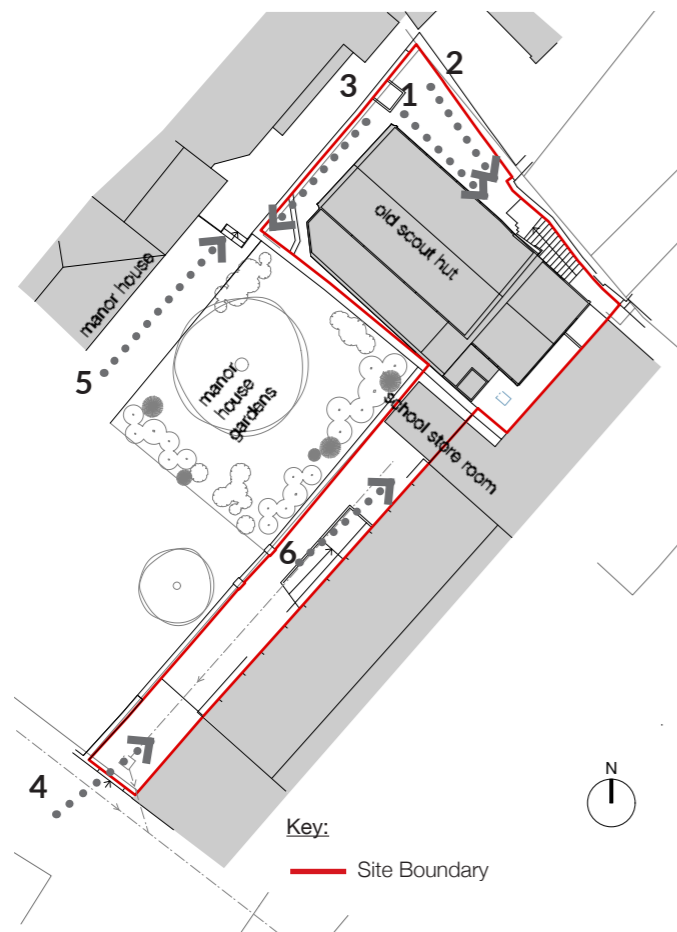 2
3
1
old scout hut
manor house
5
manor
house
gardens
school store room
6
4
N
Key:
Site Boundary